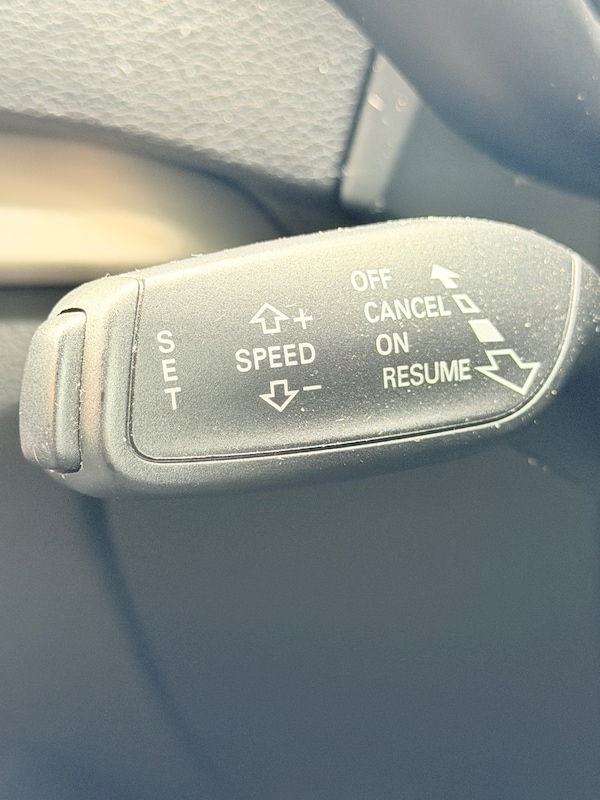 SET
+
SPEED
−
OFF
CANCEL
ON
RESUME